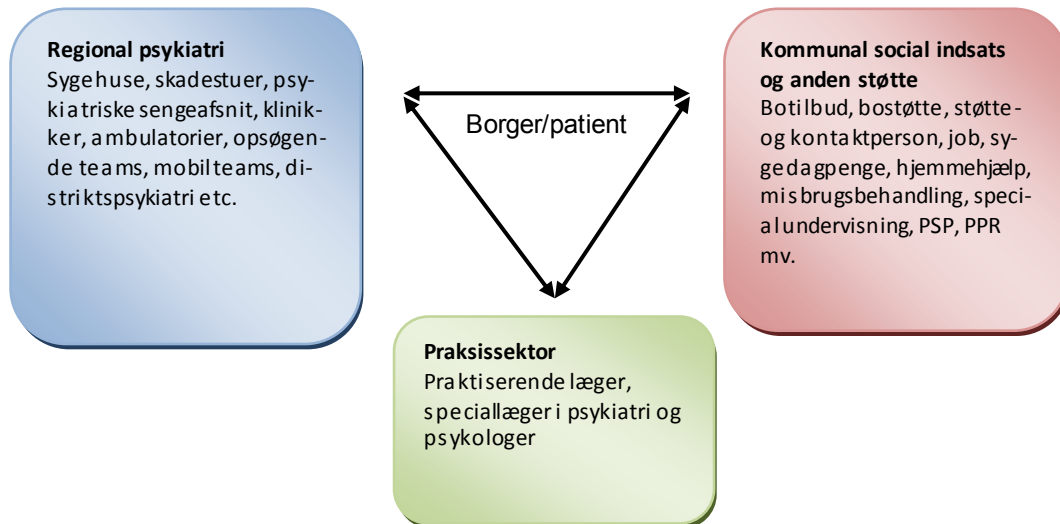 Regional psykiatri
Sygehuse, skadestuer, psy-
kiatriske sengeafsnit, klinik-
ker, ambulatorier, opsøgen-
de teams, mobilteams, di-
striktspsykiatri etc.
Borger/patient
Kommunal social indsats
og anden støtte
Botilbud, bostøtte, støtte-
og kontaktperson, job, sy-
gedagpenge, hjemmehjælp,
misbrugsbehandling, speci-
alundervisning, PSP, PPR
mv.
Praksissektor
Praktiserende læger,
speciallæger i psykiatri og
psykologer